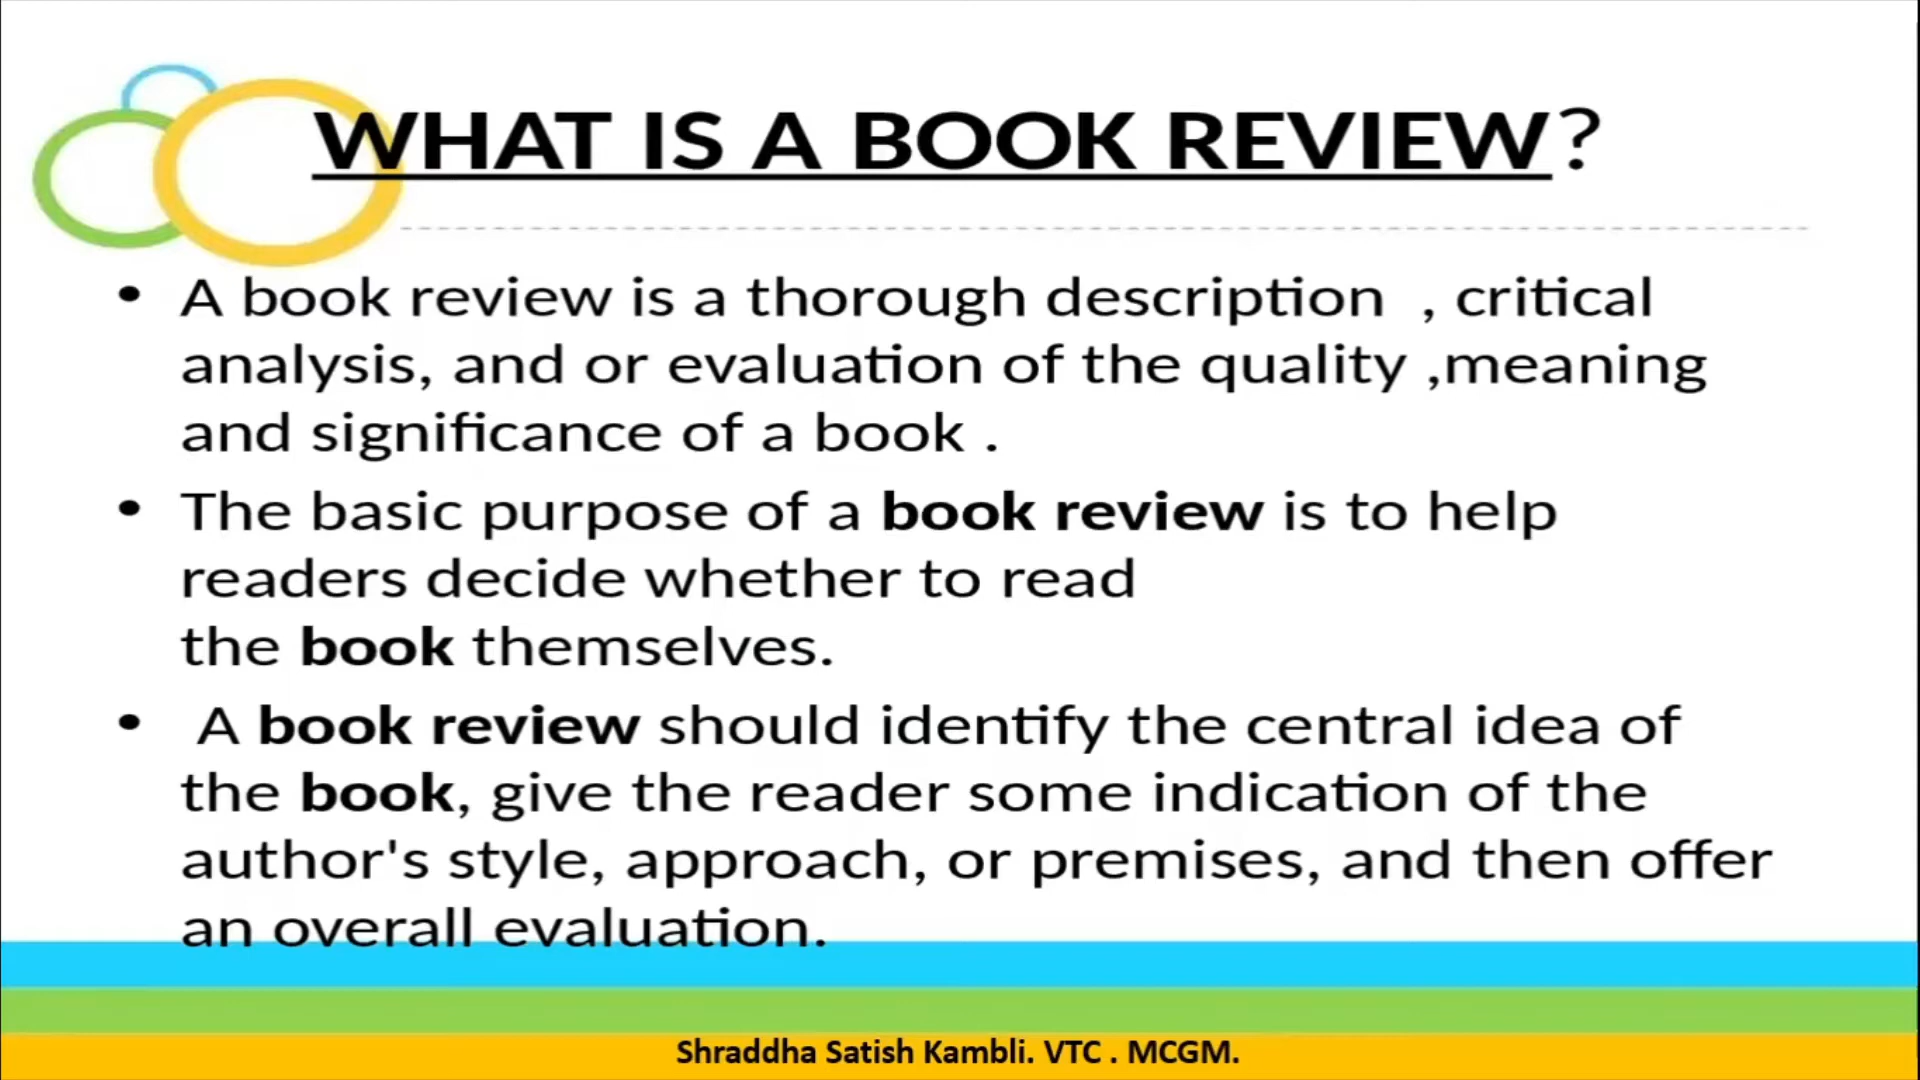 WHAT IS A BOOK REVIEW?
• A book review is a thorough description  , critical
analysis, and or evaluation of the quality ,meaning
and significance of a book .
• The basic purpose of a book review is to help
readers decide whether to read
the book themselves.
• A book review should identify the central idea of
the book, give the reader some indication of the
author's style, approach, or premises, and then offer
an overall evaluation.
Shraddha Satish Kambli. VTC . MCGM.